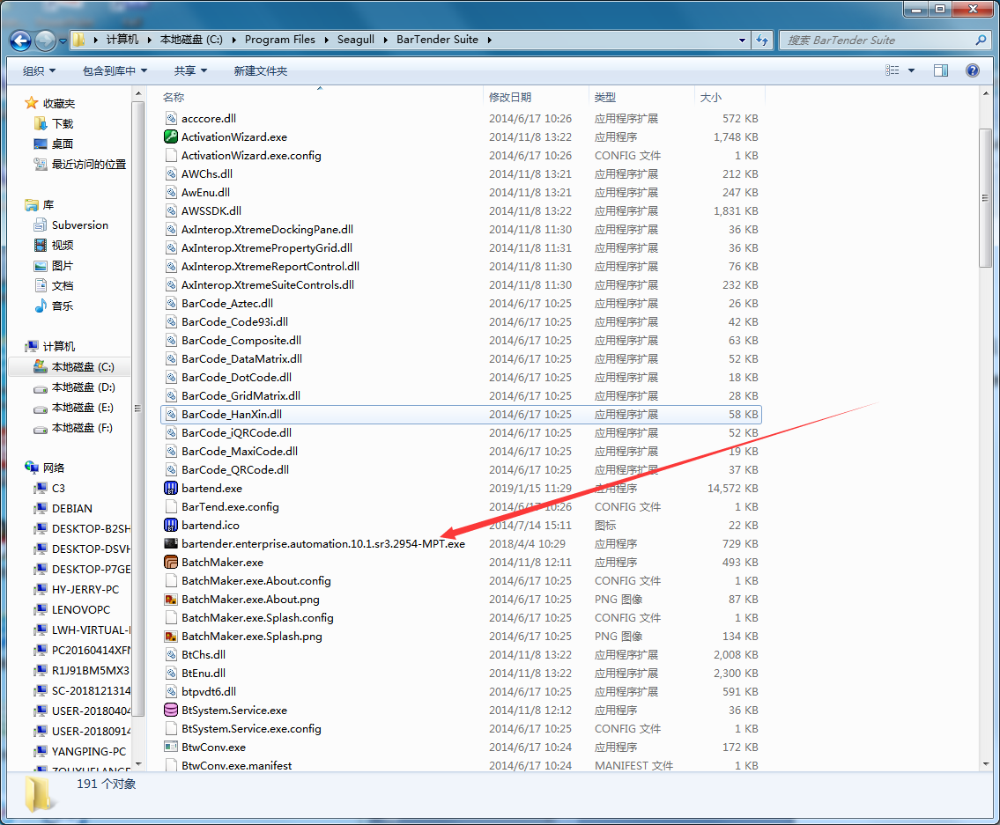 计算机 本地磁盘 (C:) Program Files Seagull BarTender Suite 搜索 BarTender Suite
组织 包含到库中 共享 新建文件夹
收藏夹
下载
桌面
最近访问的位置
库
Subversion
视频
图片
文档
音乐
计算机
本地磁盘 (C:)
本地磁盘 (D:)
本地磁盘 (E:)
本地磁盘 (F:)
网络
C3
DEBIAN
DESKTOP-B2SH
DESKTOP-DSVH
DESKTOP-P7GE
HY-JERRY-PC
LENOVOPC
LWH-VIRTUAL-
PC20160414XFN
R1J91BM5MX3
SC-2018121314
USER-20180404
USER-20180914
YANGPING-PC
名称 修改日期 类型 大小
acccore.dll 2014/6/17 10:26 应用程序扩展 572 KB
ActivationWizard.exe 2014/11/8 13:22 应用程序 1,748 KB
ActivationWizard.exe.config 2014/6/17 10:26 CONFIG 文件 1 KB
AWChs.dll 2014/11/8 13:21 应用程序扩展 212 KB
AwEnu.dll 2014/11/8 13:21 应用程序扩展 247 KB
AWSSDK.dll 2014/11/8 13:22 应用程序扩展 1,831 KB
AxInterop.XtremeDockingPane.dll 2014/11/8 11:30 应用程序扩展 36 KB
AxInterop.XtremePropertyGrid.dll 2014/11/8 11:31 应用程序扩展 36 KB
AxInterop.XtremeReportControl.dll 2014/11/8 11:30 应用程序扩展 76 KB
AxInterop.XtremeSuiteControls.dll 2014/11/8 11:30 应用程序扩展 232 KB
BarCode_Aztec.dll 2014/6/17 10:25 应用程序扩展 26 KB
BarCode_Code93i.dll 2014/6/17 10:25 应用程序扩展 42 KB
BarCode_Composite.dll 2014/6/17 10:25 应用程序扩展 63 KB
BarCode_DataMatrix.dll 2014/6/17 10:25 应用程序扩展 52 KB
BarCode_DotCode.dll 2014/6/17 10:25 应用程序扩展 18 KB
BarCode_GridMatrix.dll 2014/6/17 10:25 应用程序扩展 28 KB
BarCode_HanXin.dll 2014/6/17 10:25 应用程序扩展 58 KB
BarCode_iQRCode.dll 2014/6/17 10:25 应用程序扩展 52 KB
BarCode_MaxiCode.dll 2014/6/17 10:25 应用程序扩展 19 KB
BarCode_QRCode.dll 2014/6/17 10:25 应用程序扩展 37 KB
bartend.exe 2019/1/15 11:29 应用程序 14,572 KB
BarTend.exe.config 2014/6/17 10:26 CONFIG 文件 1 KB
bartend.ico 2014/7/14 15:11 图标 22 KB
bartender.enterprise.automation.10.1.sr3.2954-MPT.exe 2018/4/4 10:29 应用程序 729 KB
BatchMaker.exe 2014/11/8 12:11 应用程序 493 KB
BatchMaker.exe.About.config 2014/6/17 10:25 CONFIG 文件 1 KB
BatchMaker.exe.About.png 2014/6/17 10:25 PNG 图像 87 KB
BatchMaker.exe.Splash.config 2014/6/17 10:25 CONFIG 文件 1 KB
BatchMaker.exe.Splash.png 2014/6/17 10:25 PNG 图像 134 KB
BtChs.dll 2014/11/8 13:22 应用程序扩展 2,008 KB
BtEnu.dll 2014/11/8 13:22 应用程序扩展 2,300 KB
btpvdt6.dll 2014/6/17 10:25 应用程序扩展 591 KB
BtSystem.Service.exe 2014/11/8 12:12 应用程序 36 KB
BtSystem.Service.exe.config 2014/6/17 10:25 CONFIG 文件 1 KB
BtwConv.exe 2014/6/17 10:24 应用程序 172 KB
BtwConv.exe.manifest 2014/6/17 10:24 MANIFEST 文件 1 KB
191 个对象